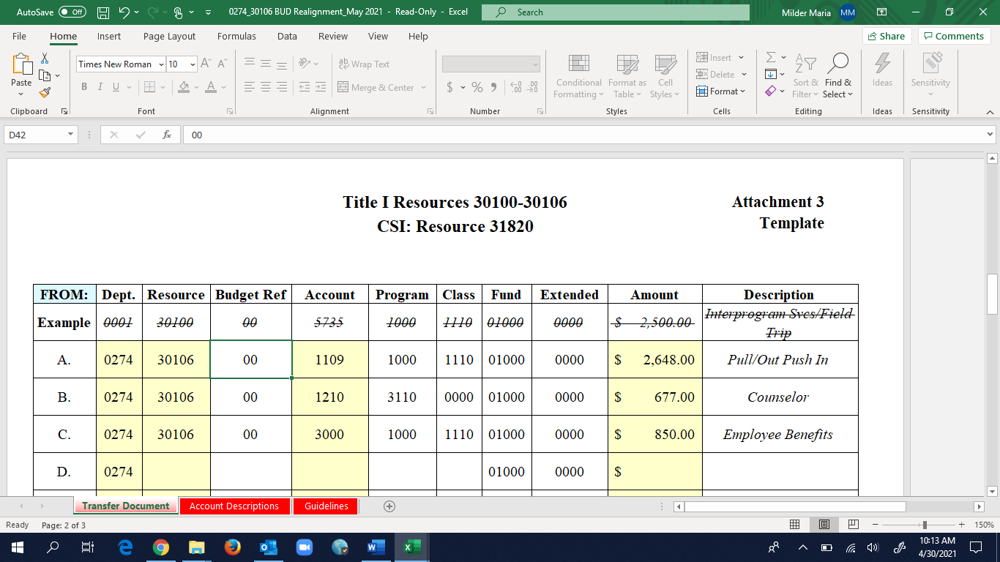 AutoSave Off 0274_30106 BUD Realignment_May 2021 - Read-Only - Excel Search Milder Maria MM
File Home Insert Page Layout Formulas Data Review View Help Share Comments
Paste Times New Roman 10 A A Wrap Text Insert
B I U A Merge & Center $ % Conditional Formatting Format as Table Cell Styles Delete Format Sort & Filter Find & Select Ideas Sensitivity
Clipboard Font Alignment Number Styles Cells Editing Ideas Sensitivity
D42 fx 00
Title I Resources 30100-30106 Attachment 3
CSI: Resource 31820 Template
FROM: Dept. Resource Budget Ref Account Program Class Fund Extended Amount Description
Example 0001 30100 00 5735 1000 1110 01000 0000 $ 2,500.00 Interprogram Svcs/Field Trip
A. 0274 30106 00 1109 1000 1110 01000 0000 $ 2,648.00 Pull/Out Push In
B. 0274 30106 00 1210 3110 0000 01000 0000 $ 677.00 Counselor
C. 0274 30106 00 3000 1000 1110 01000 0000 $ 850.00 Employee Benefits
D. 0274 01000 0000 $
Transfer Document Account Descriptions Guidelines
Ready Page: 2 of 3 150%
10:13 AM
4/30/2021